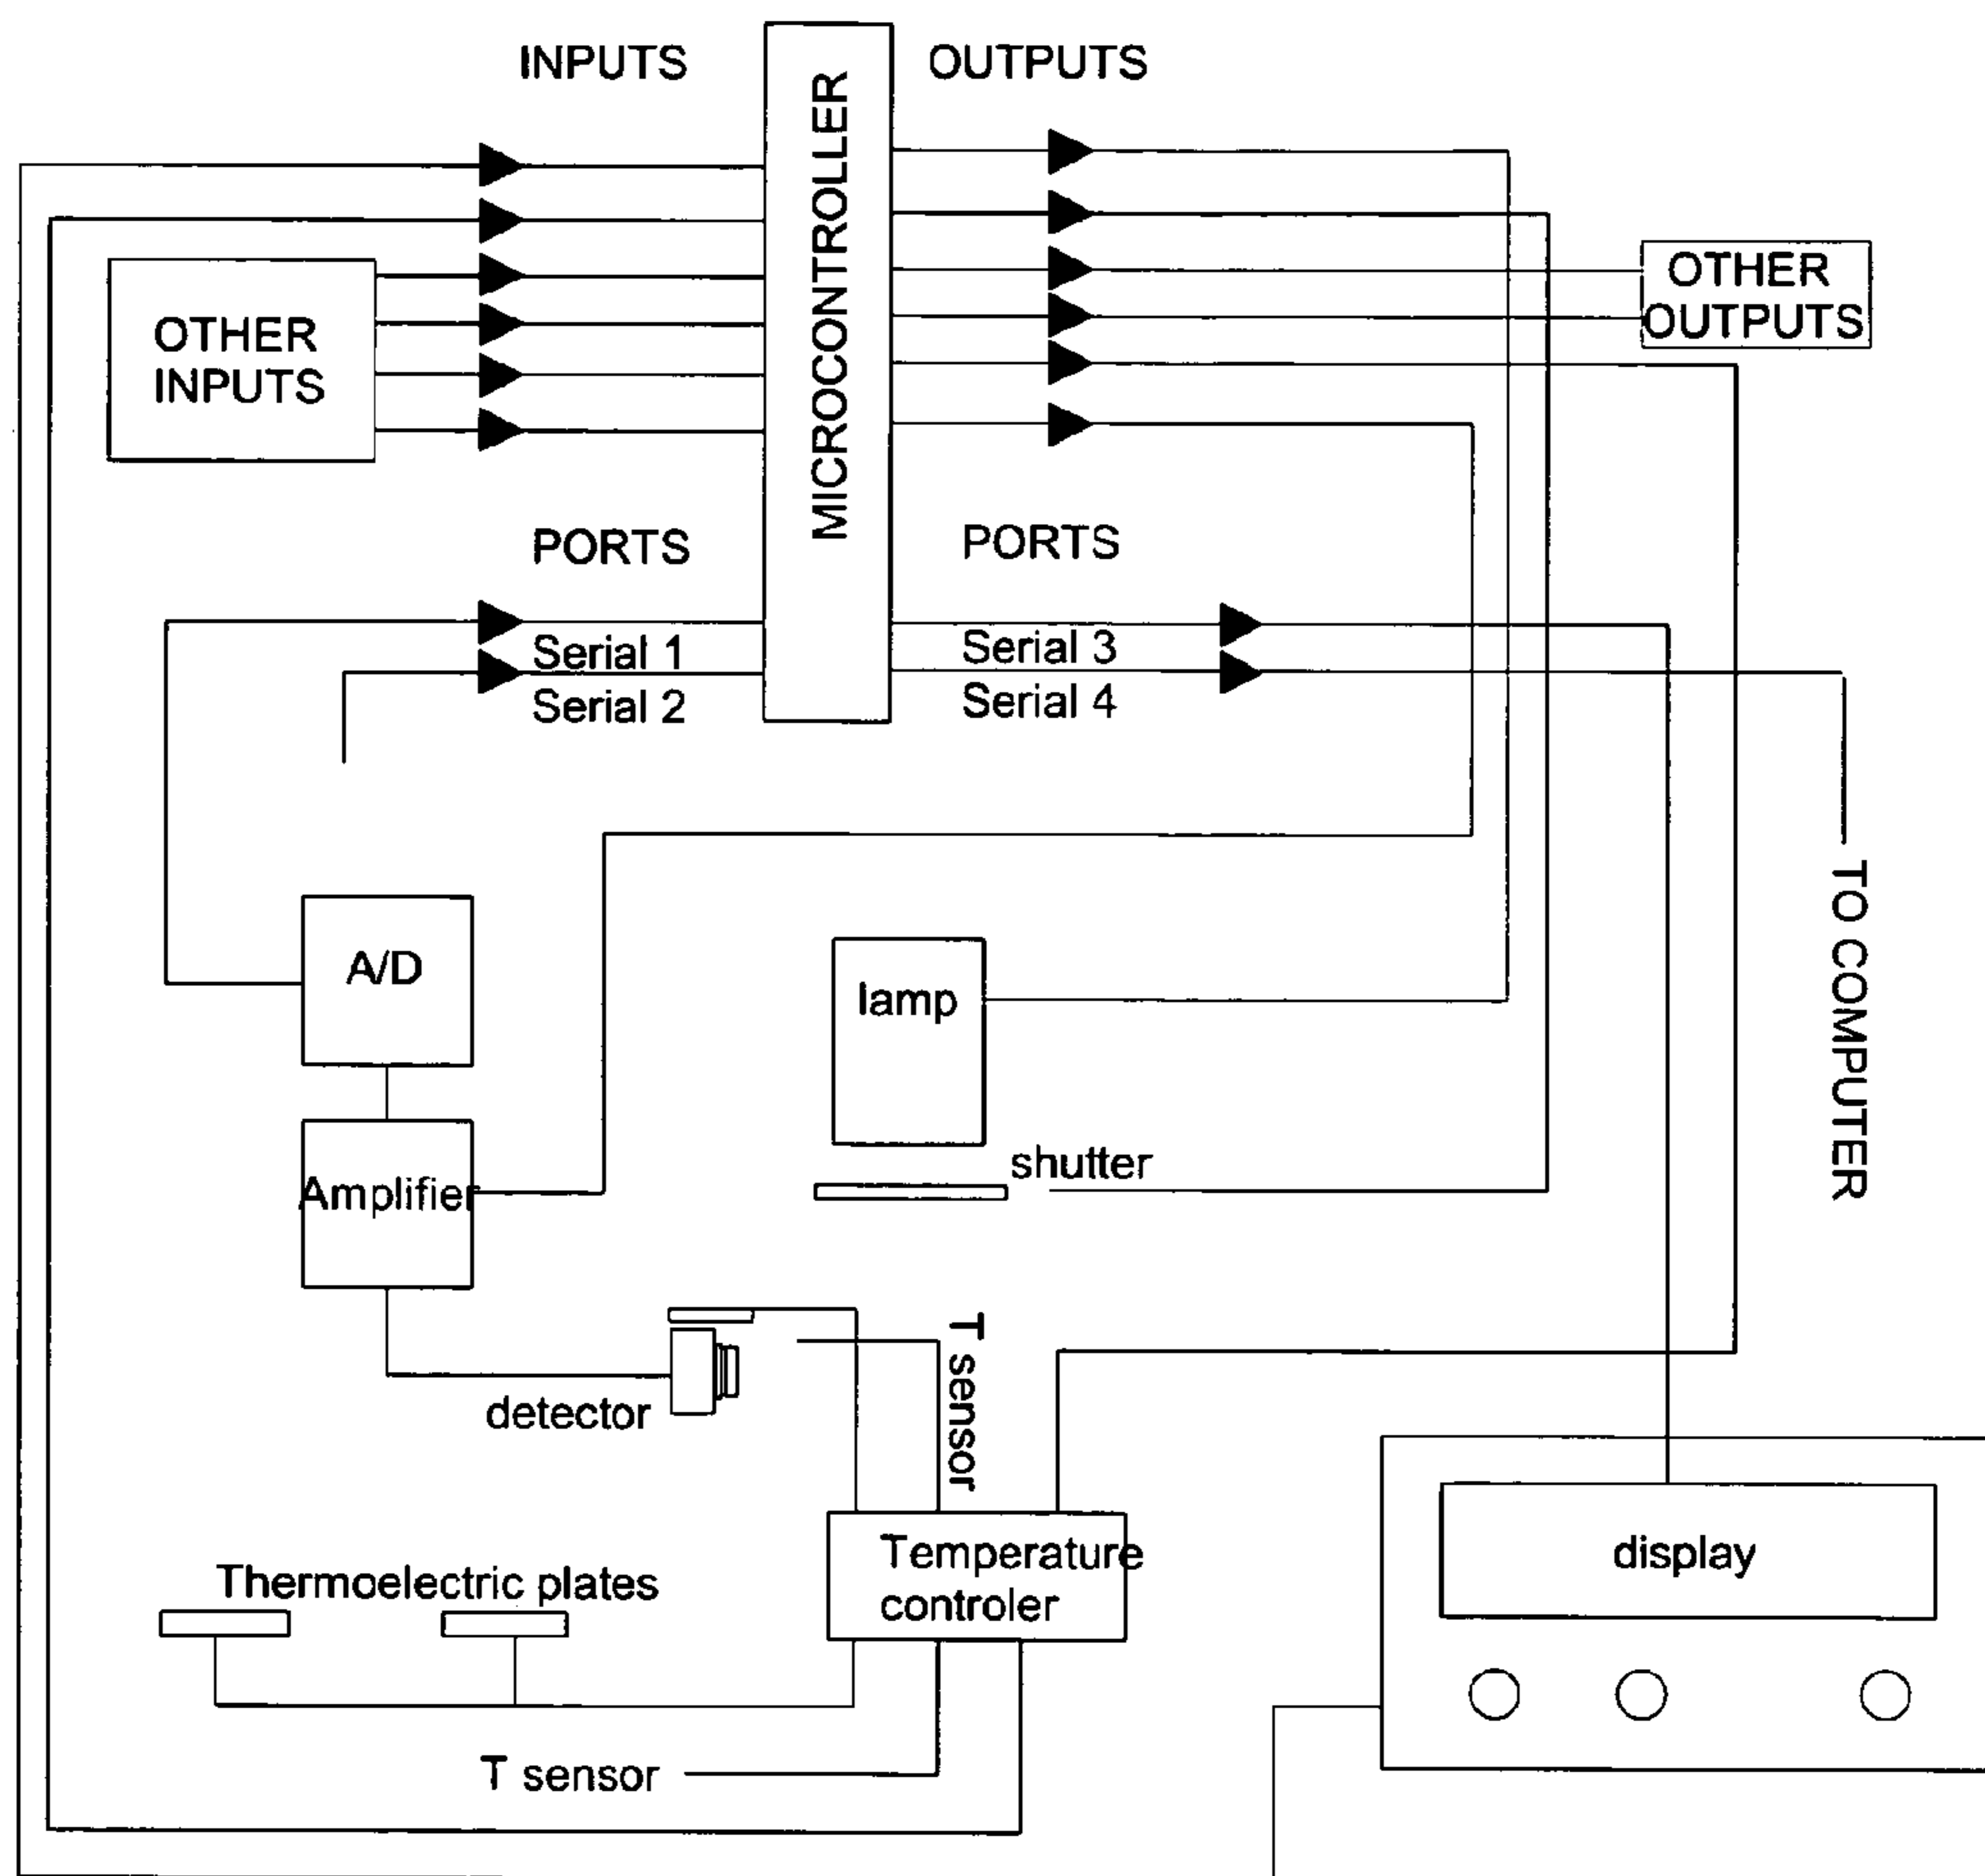 INPUTS
OUTPUTS
MICROCONTROLLER
OTHER
INPUTS
OTHER
OUTPUTS
PORTS
PORTS
Serial 1
Serial 2
Serial 3
Serial 4
TO COMPUTER
A/D
lamp
shutter
Amplifier
T sensor
detector
Temperature
controler
display
Thermoelectric plates
T sensor